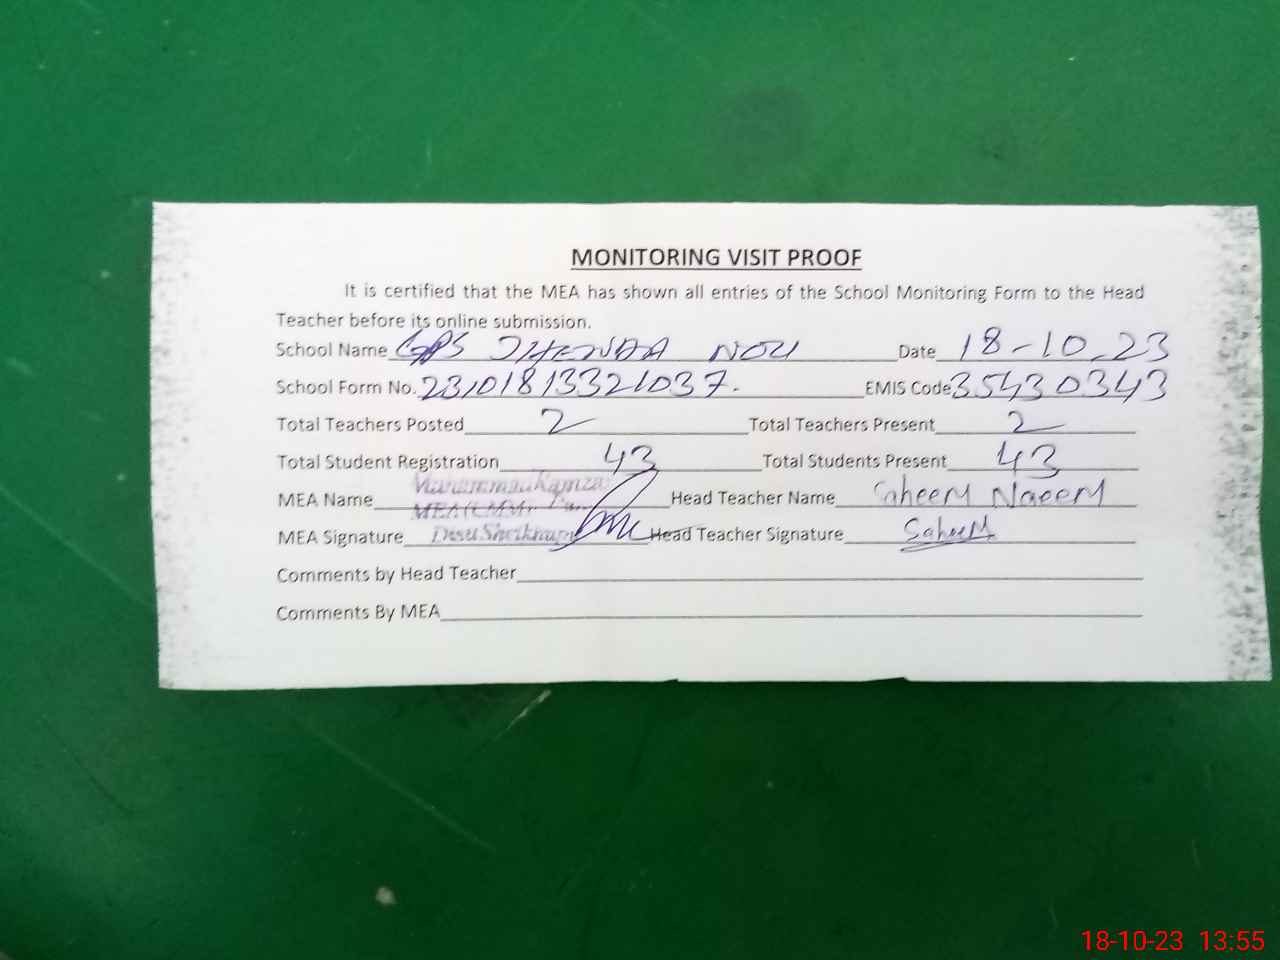 MONITORING VISIT PROOF
It is certified that the MEA has shown all entries of the School Monitoring Form to the Head
Teacher before its online submission.
School Name GPS JHENDA NOU Date 18-10-23
School Form No. 23101813321037. EMIS Code 35430343
Total Teachers Posted 2 Total Teachers Present 2
Total Student Registration 43 Total Students Present 43
MEA Name Muhammad Head Teacher Name Saheem Naeem
MEA Signature Head Teacher Signature Saheem
Comments by Head Teacher
Comments By MEA
18-10-23 13:55